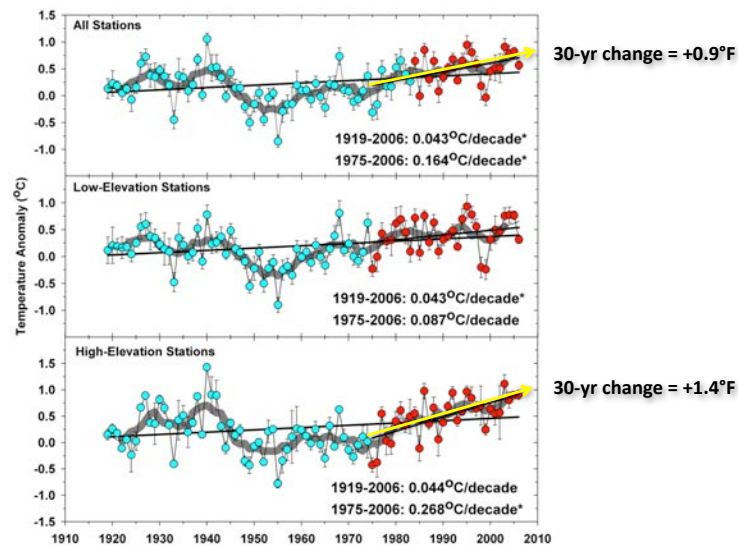 All Stations
1.5
1.0
0.5
0.0
-0.5
-1.0
30-yr change = +0.9°F
1919-2006: 0.043°C/decade*
1975-2006: 0.164°C/decade*
Low-Elevation Stations
Temperature Anomaly (°C)
1.0
0.5
0.0
-0.5
-1.0
1919-2006: 0.043°C/decade*
1975-2006: 0.087°C/decade
High-Elevation Stations
1.5
1.0
0.5
0.0
-0.5
-1.0
-1.5
30-yr change = +1.4°F
1919-2006: 0.044°C/decade
1975-2006: 0.268°C/decade*
1910 1920 1930 1940 1950 1960 1970 1980 1990 2000 2010